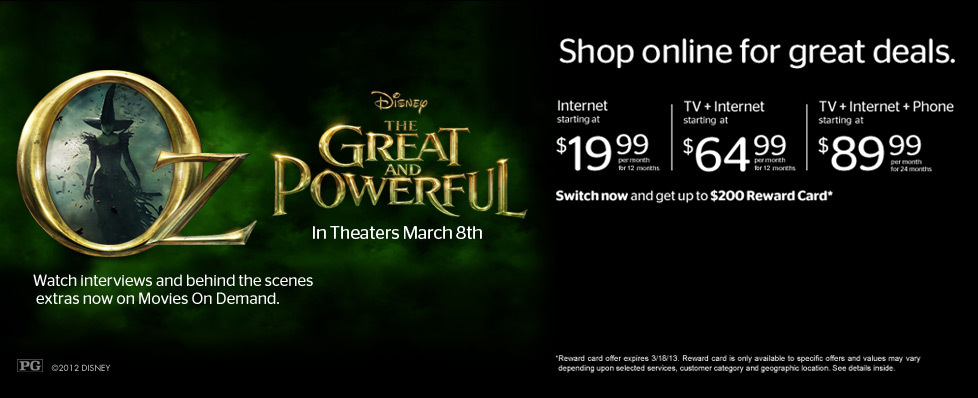 OZ
Disney
THE
GREAT
AND
POWERFUL
In Theaters March 8th
Watch interviews and behind the scenes
extras now on Movies On Demand.
PG ©2012 DISNEY
Shop online for great deals.
Internet
starting at
$19 99
per month
for 12 months
TV + Internet
starting at
$64 99
per month
for 12 months
TV + Internet + Phone
starting at
$89 99
per month
for 24 months
Switch now and get up to $200 Reward Card*
*Reward card offer expires 3/18/13. Reward card is only available to specific offers and values may vary
depending upon selected services, customer category and geographic location. See details inside.